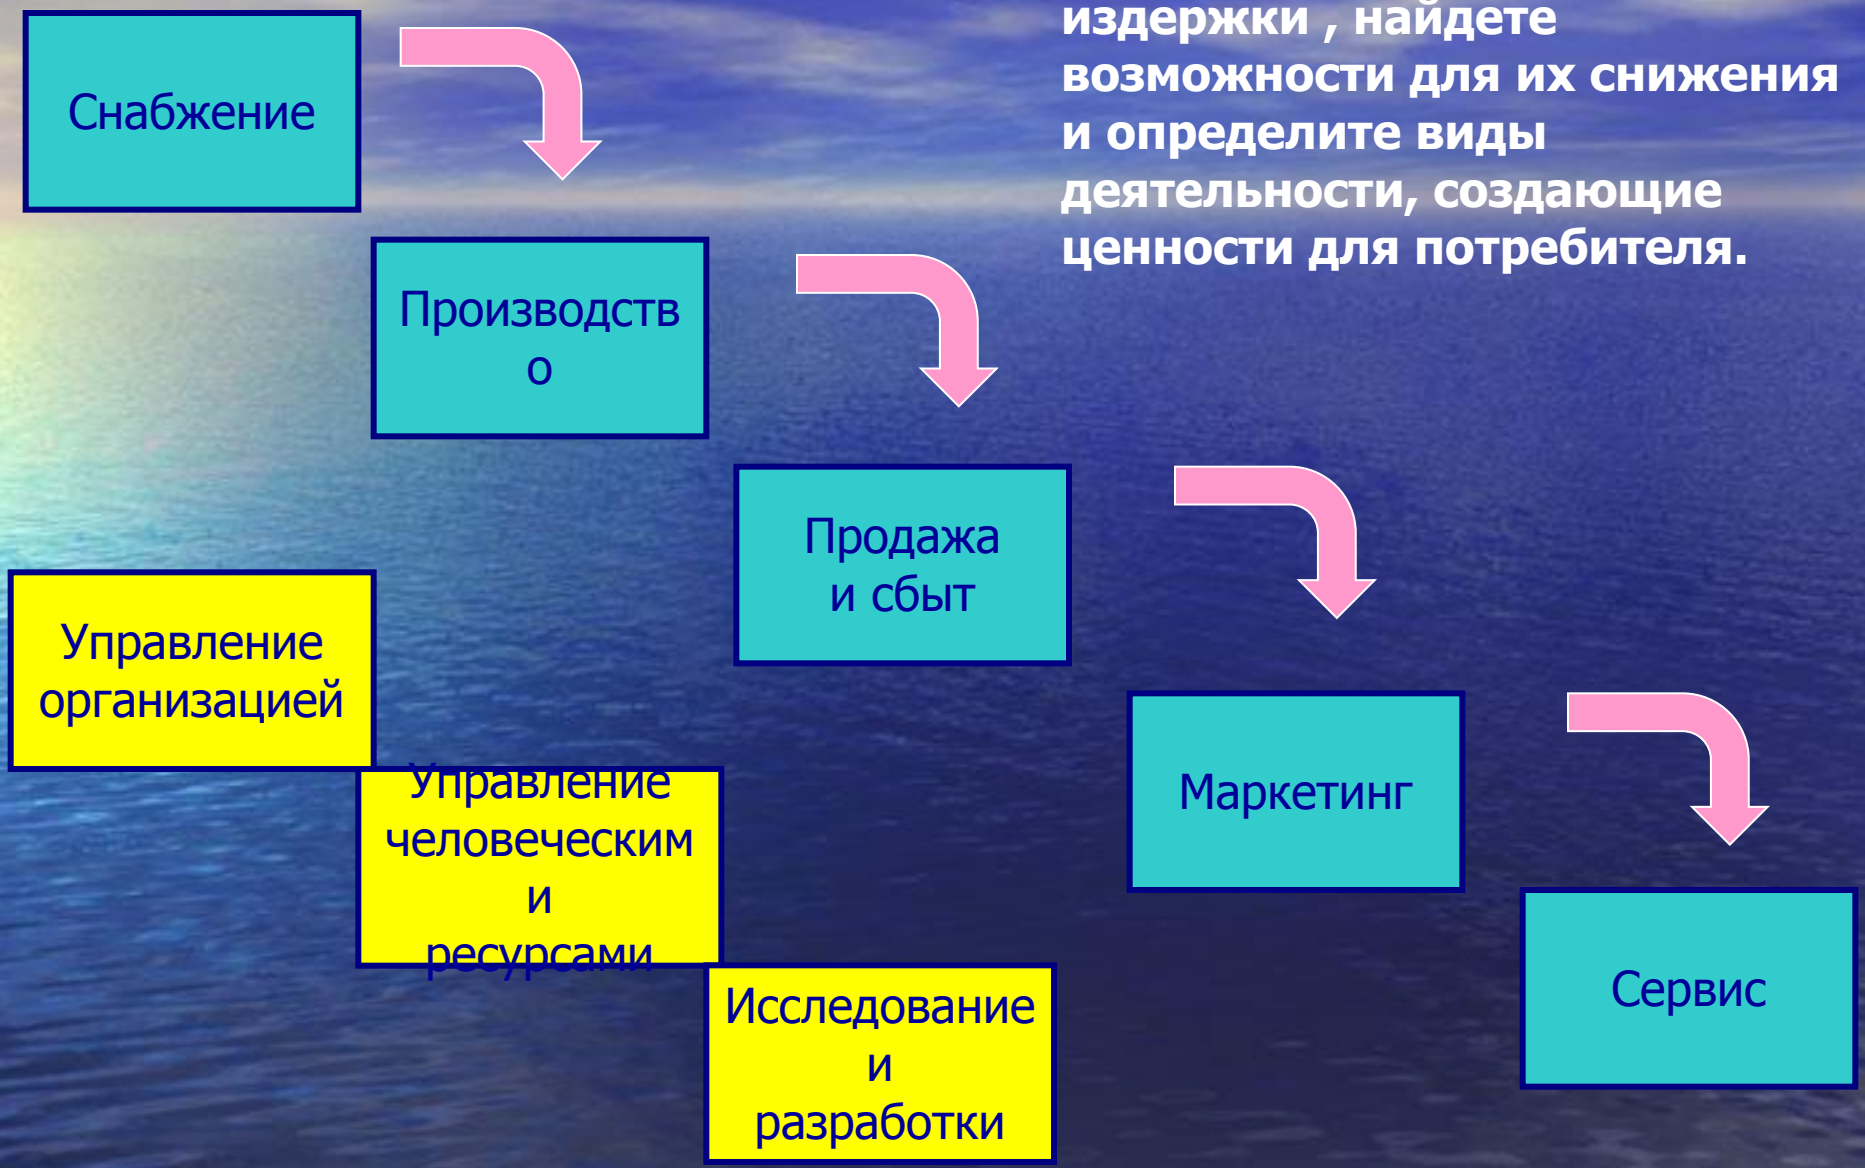 издержки , найдете
возможности для их снижения
и определите виды
деятельности, создающие
ценности для потребителя.
Снабжение
Производств
о
Продажа
и сбыт
Маркетинг
Сервис
Управление
организацией
Управление
человеческим
и
ресурсами
Исследование
и
разработки